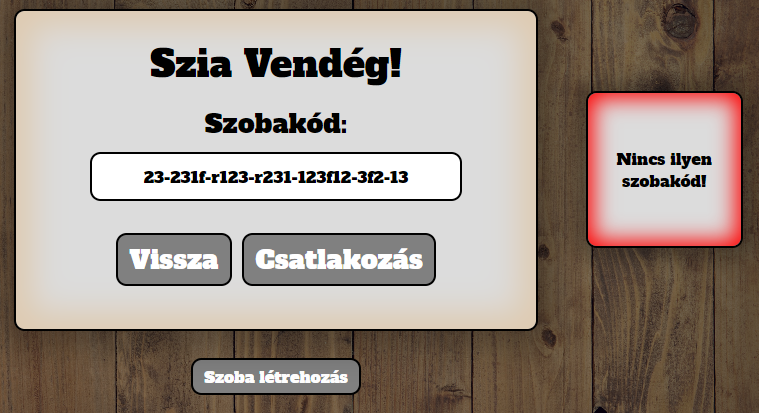 Szia Vendég!
Szobakód:
23-231f-r123-r231-123f12-3f2-13
Vissza
Csatlakozás
Szoba létrehozás
Nincs ilyen
szobakód!